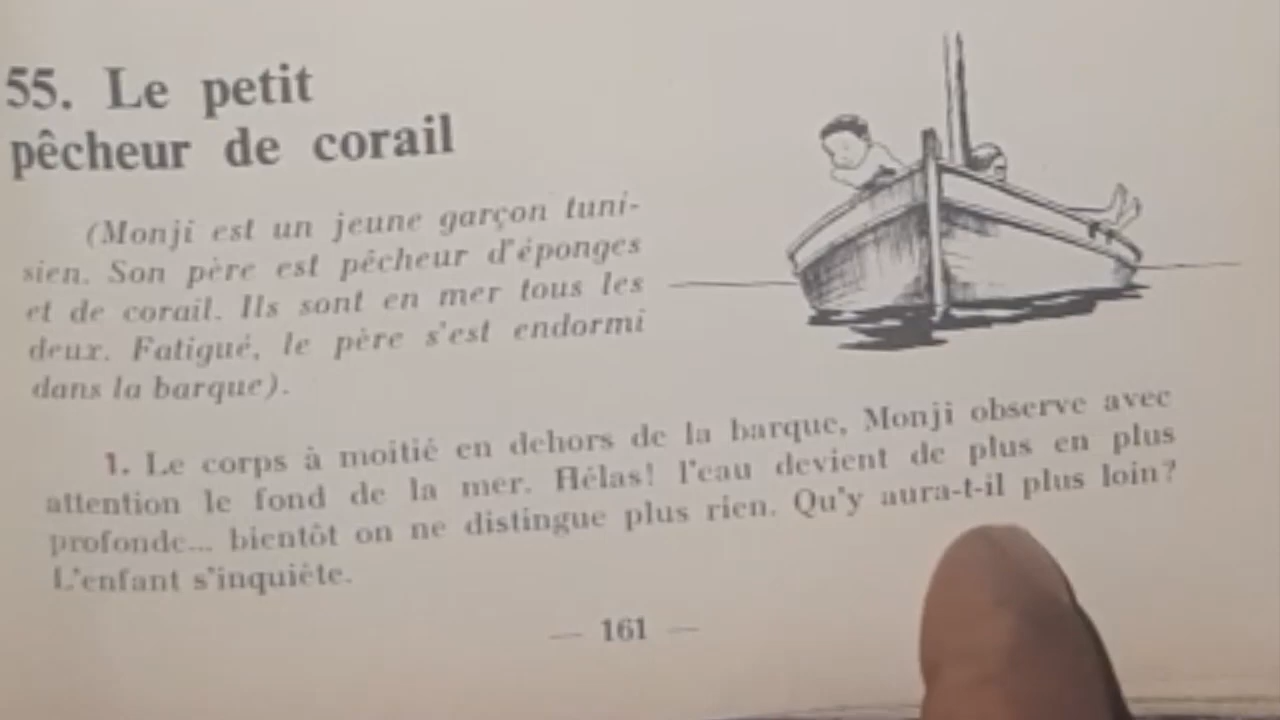 55. Le petit
pêcheur de corail
(Monji est un jeune garçon tuni-
sien. Son père est pêcheur d'éponges
et de corail. Ils sont en mer tous les
deux. Fatigué, le père s'est endormi
dans la barque).
1. Le corps à moitié en dehors de la barque, Monji observe avec
attention le fond de la mer. Hélas! l'eau devient de plus en plus
profonde... bientôt on ne distingue plus rien. Qu'y aura-t-il plus loin?
L'enfant s'inquiète.
— 161 —